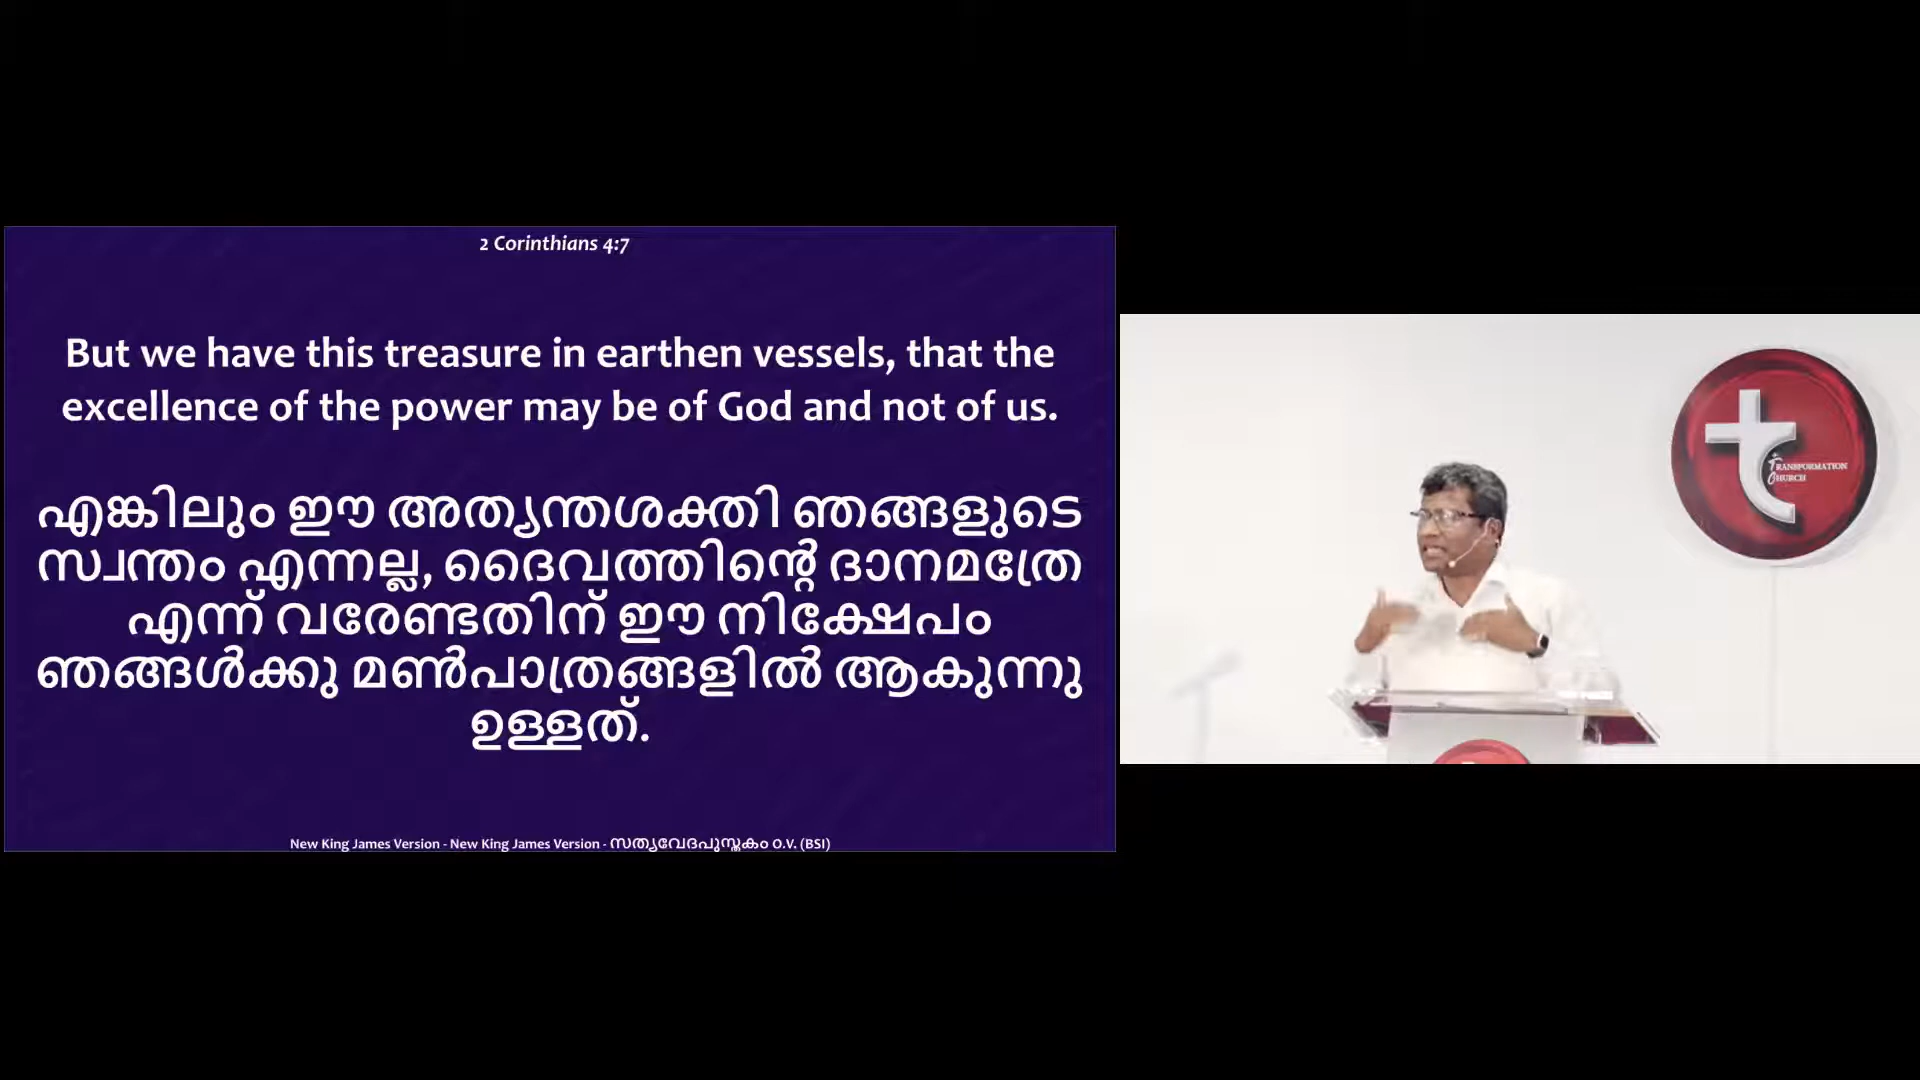 2 Corinthians 4:7
But we have this treasure in earthen vessels, that the
excellence of the power may be of God and not of us.
എങ്കിലും ഈ അത്യന്തശക്തി ഞങ്ങളുടെ
സ്വന്തം എന്നല്ല, ദൈവത്തിന്റെ ദാനമത്രേ
എന്ന് വരേണ്ടതിന് ഈ നിക്ഷേപം
ഞങ്ങൾക്കു മൺപാത്രങ്ങളിൽ ആകുന്നു
ഉള്ളത്.
New King James Version - New King James Version - സത്യവേദപുസ്തകം O.V. (BSI)
tc
TRANSFORMATION
CHURCH